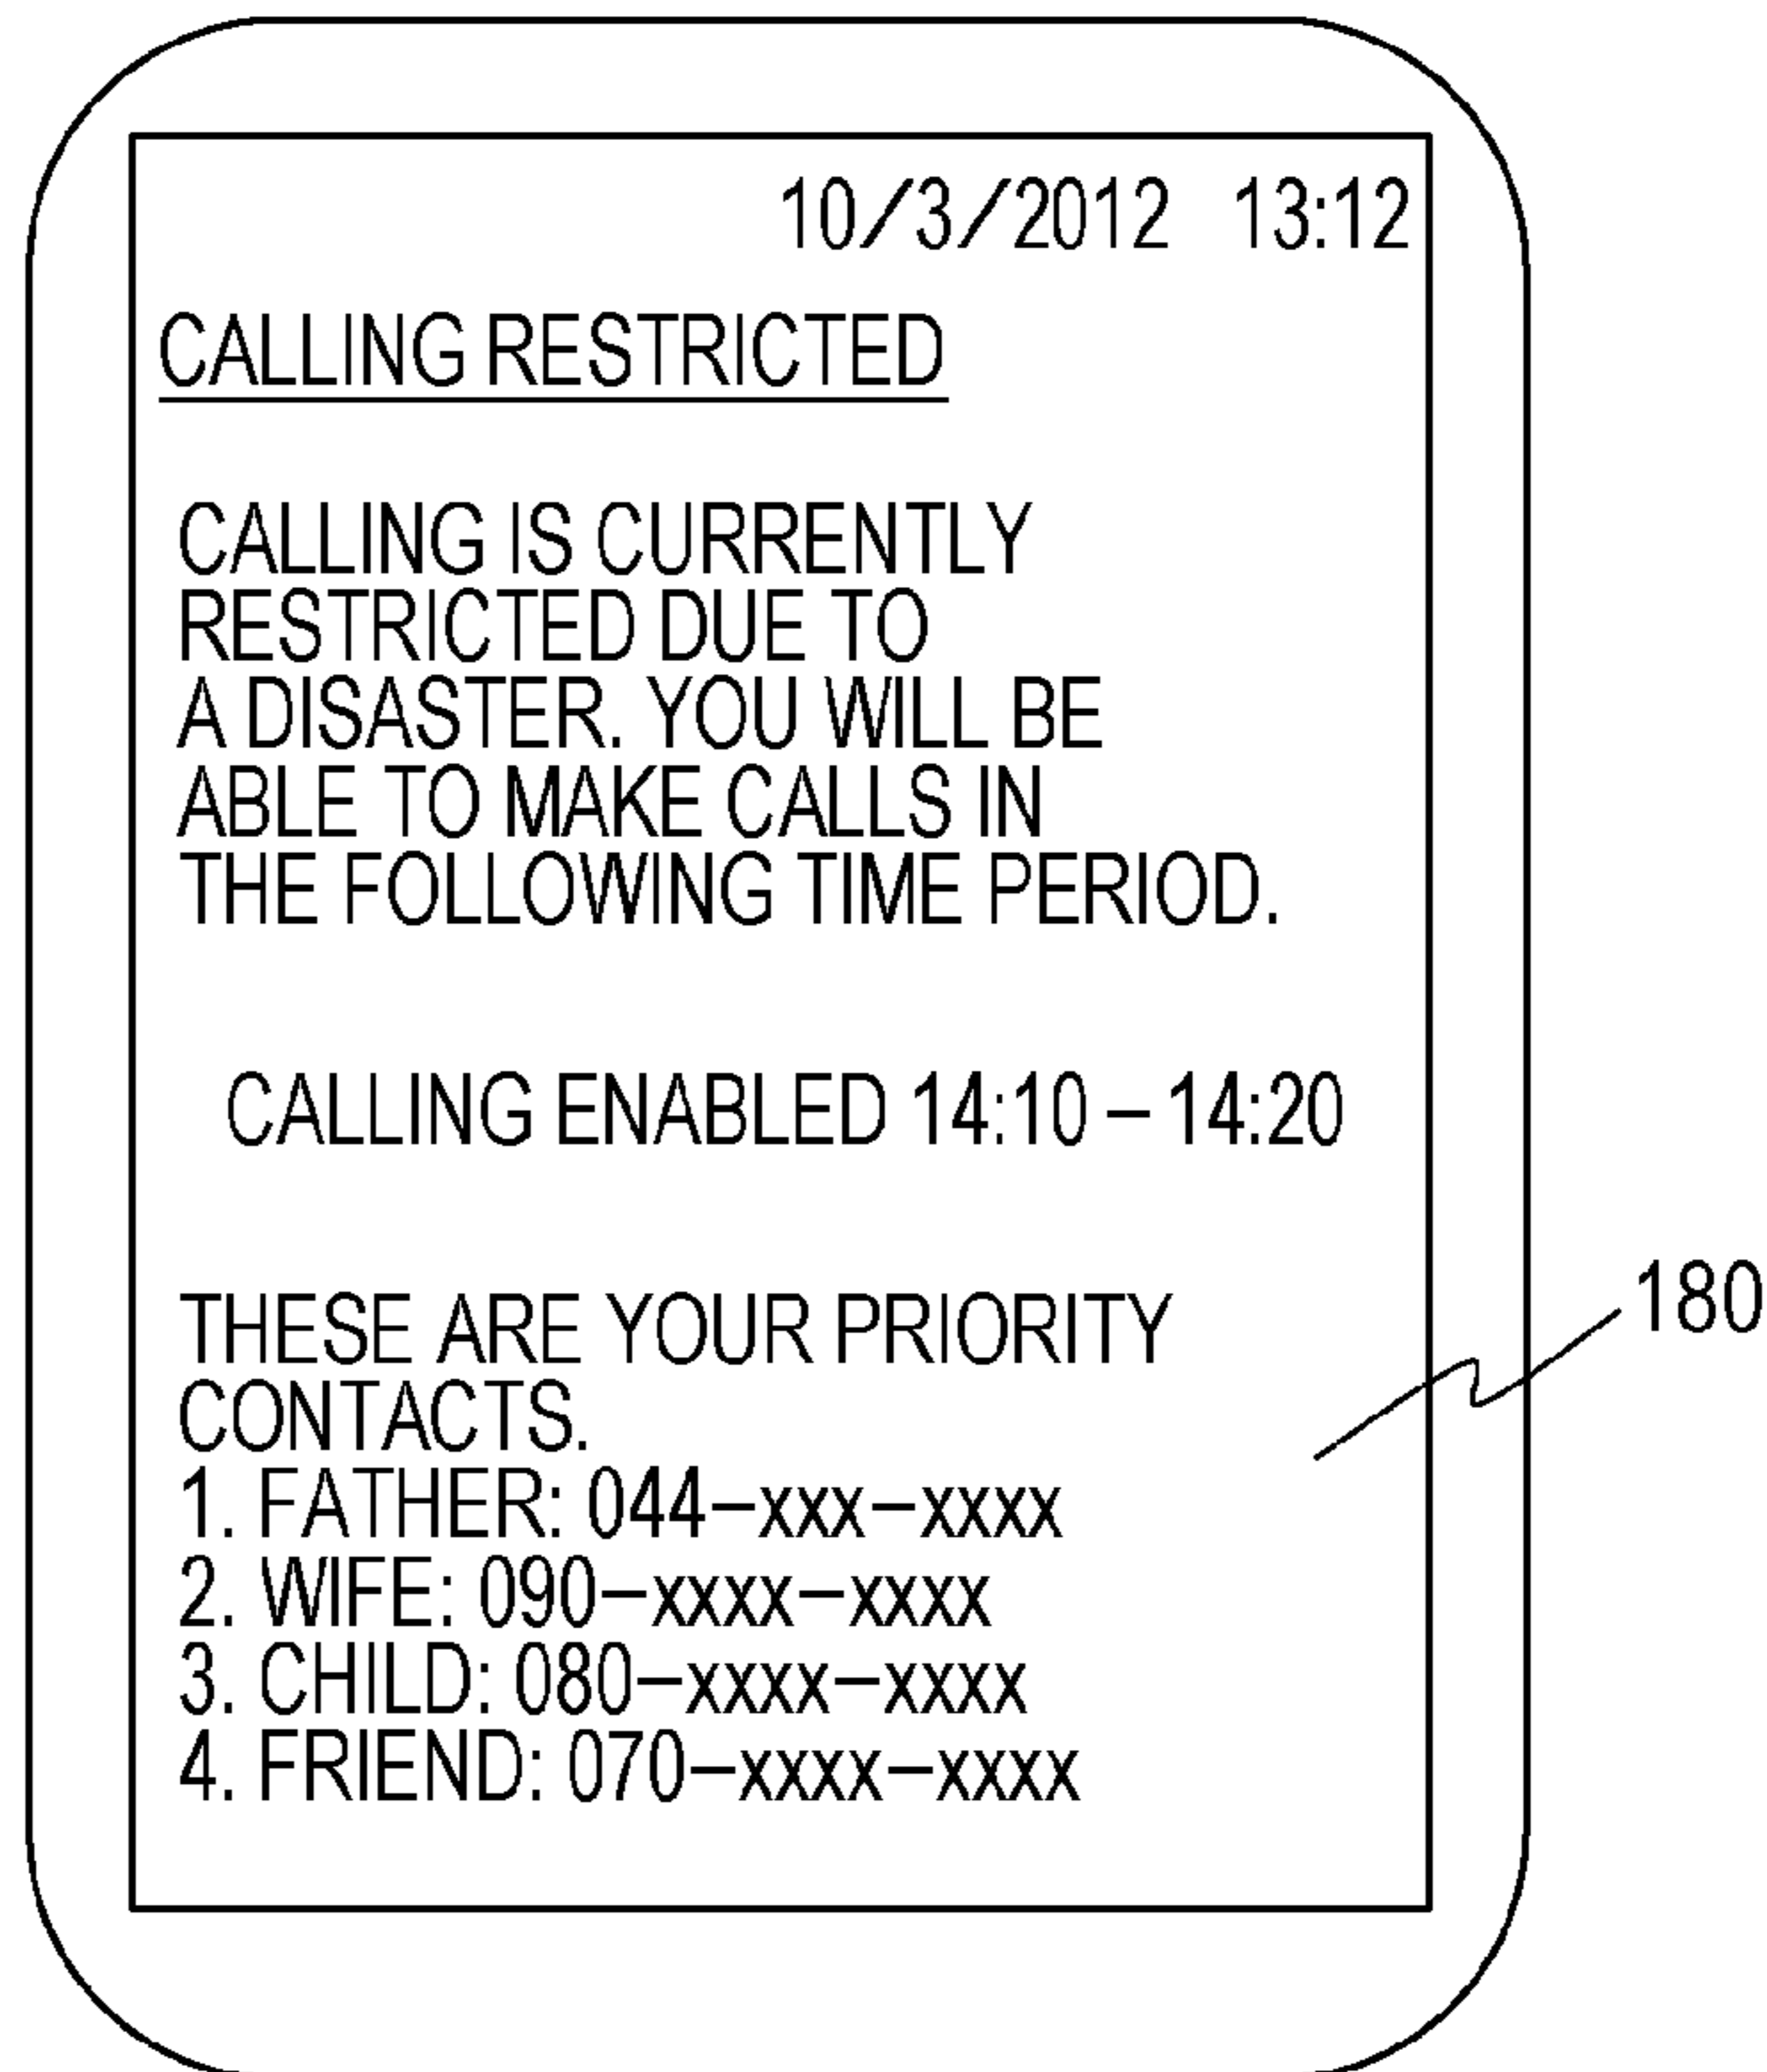 10/3/2012 13:12
CALLING RESTRICTED
CALLING IS CURRENTLY
RESTRICTED DUE TO
A DISASTER. YOU WILL BE
ABLE TO MAKE CALLS IN
THE FOLLOWING TIME PERIOD.
CALLING ENABLED 14:10–14:20
THESE ARE YOUR PRIORITY
CONTACTS.
1. FATHER: 044–xxx–xxxx
2. WIFE: 090–xxxx–xxxx
3. CHILD: 080–xxxx–xxxx
4. FRIEND: 070–xxxx–xxxx
180